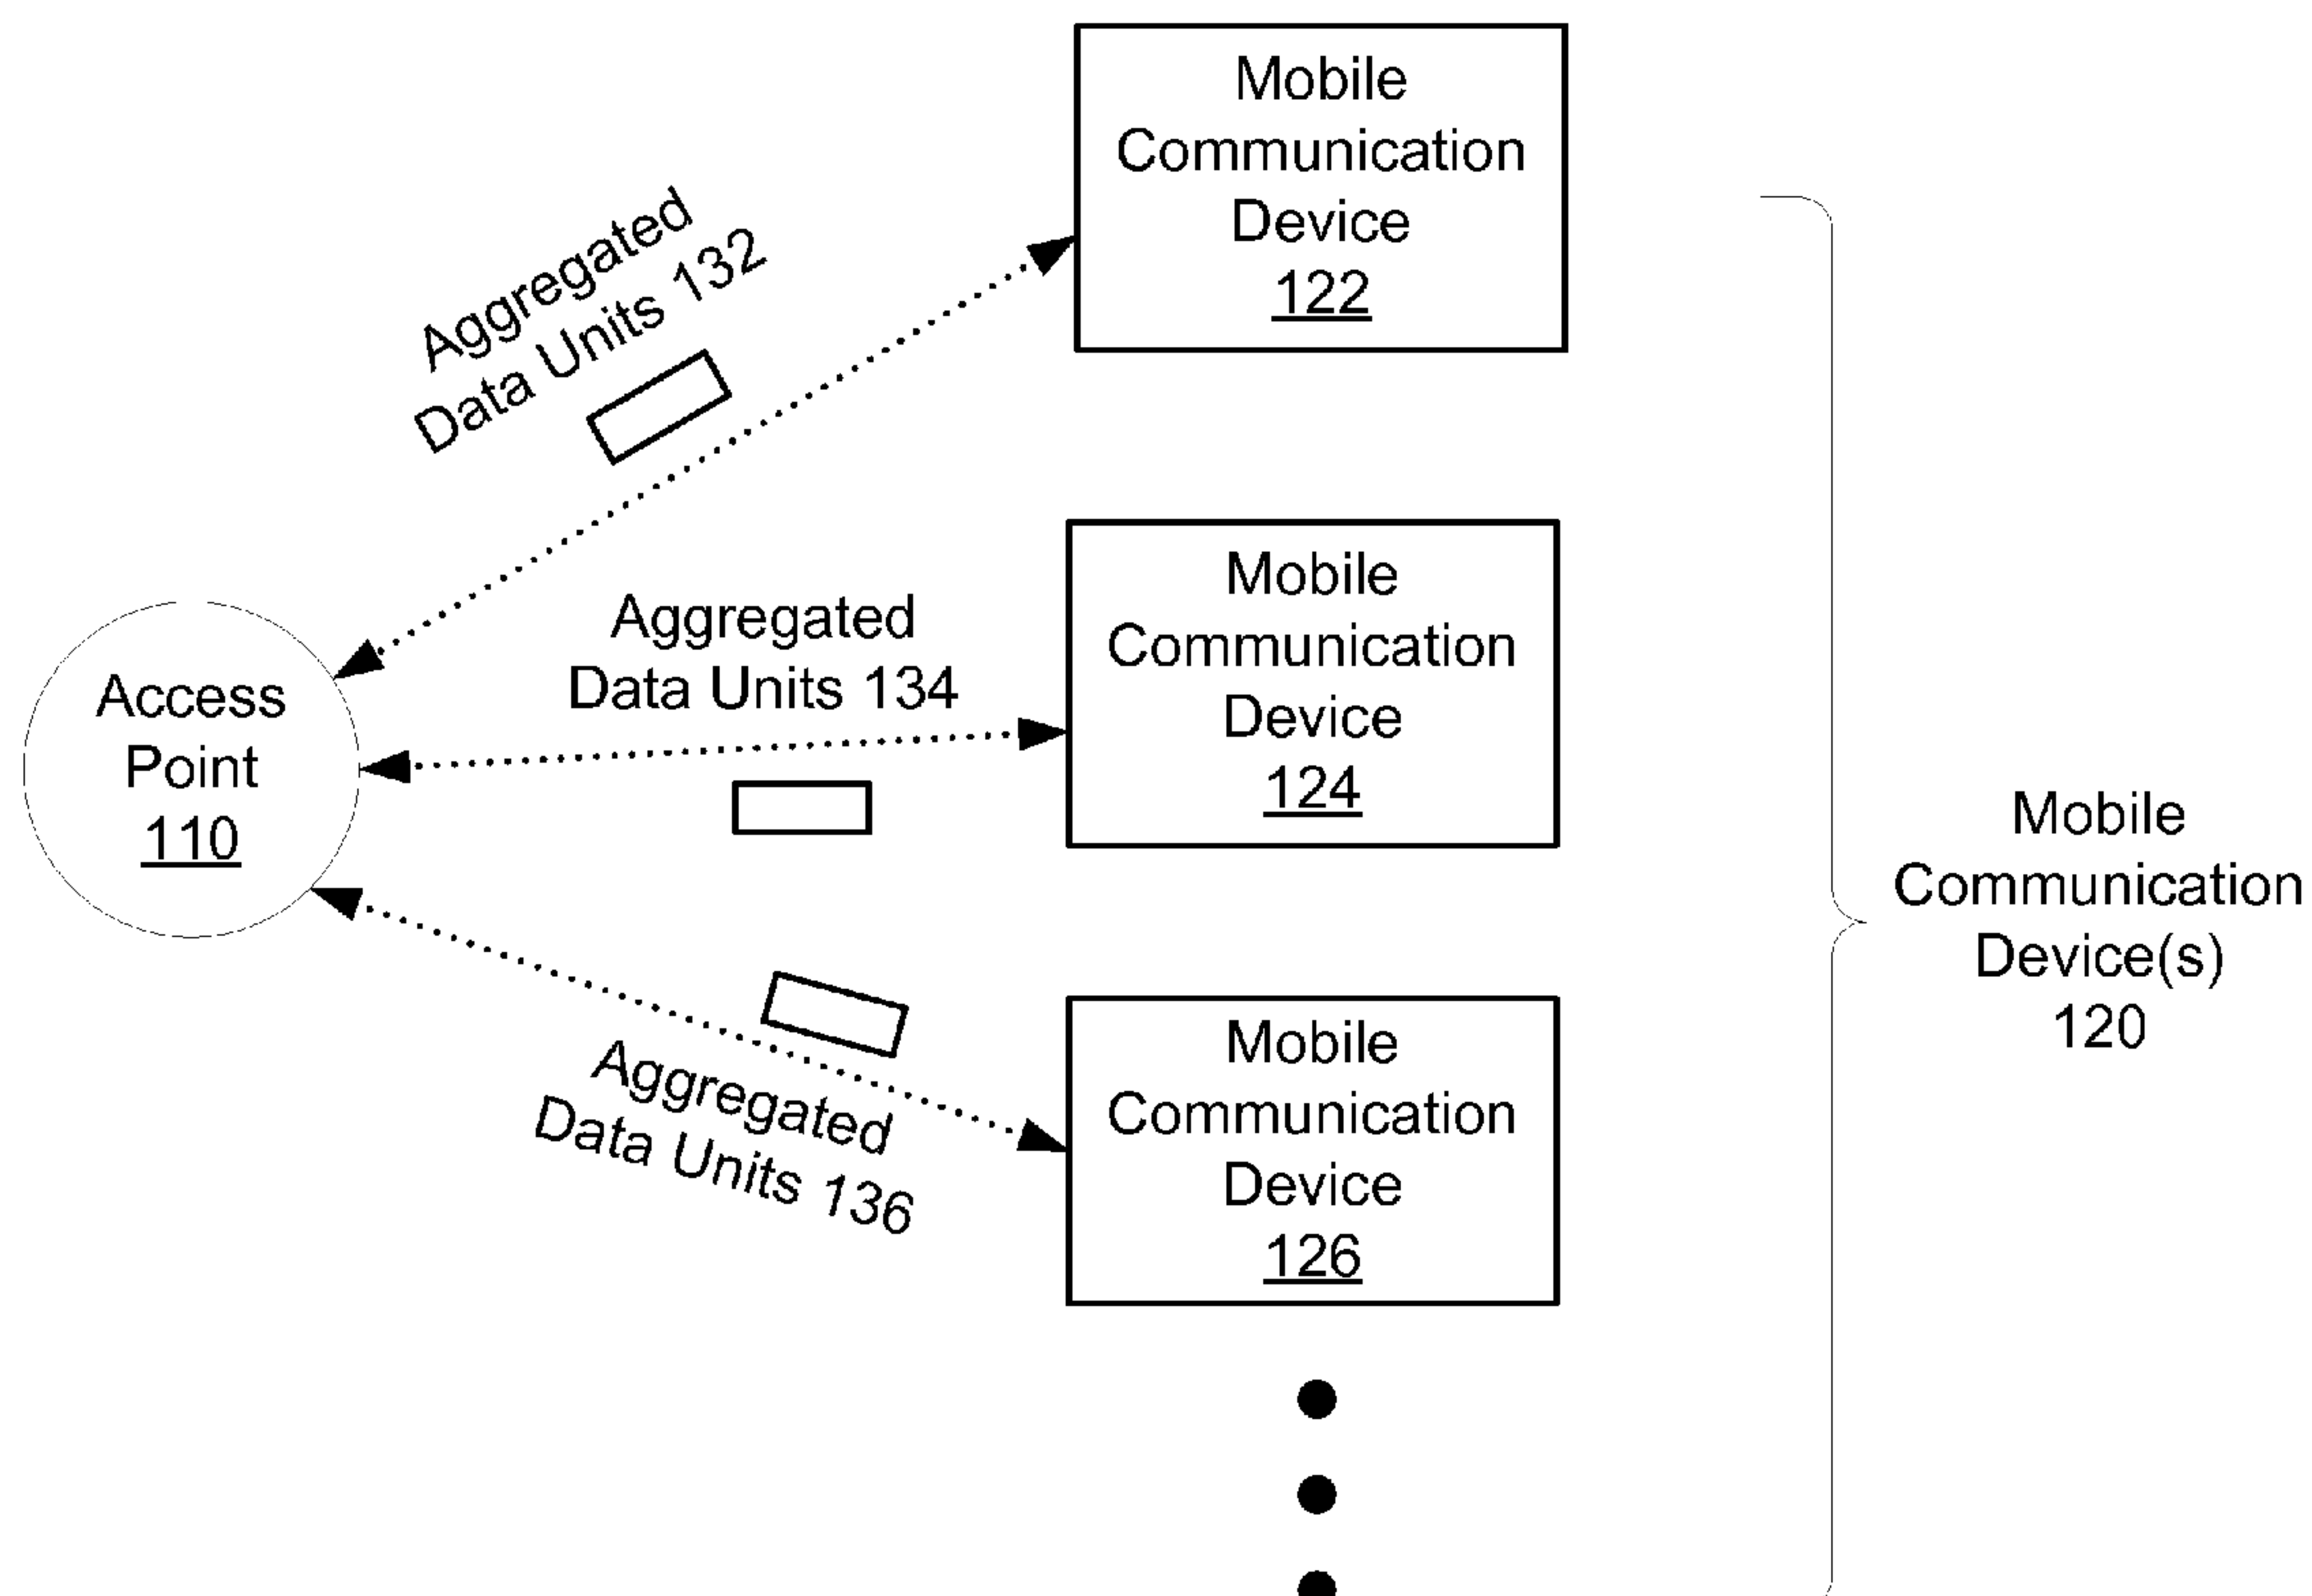 Mobile
Communication
Device
122
Aggregated
Data Units 132
Mobile
Communication
Device
124
Aggregated
Data Units 134
Access
Point
110
Mobile
Communication
Device(s)
120
Mobile
Communication
Device
126
Aggregated
Data Units 136